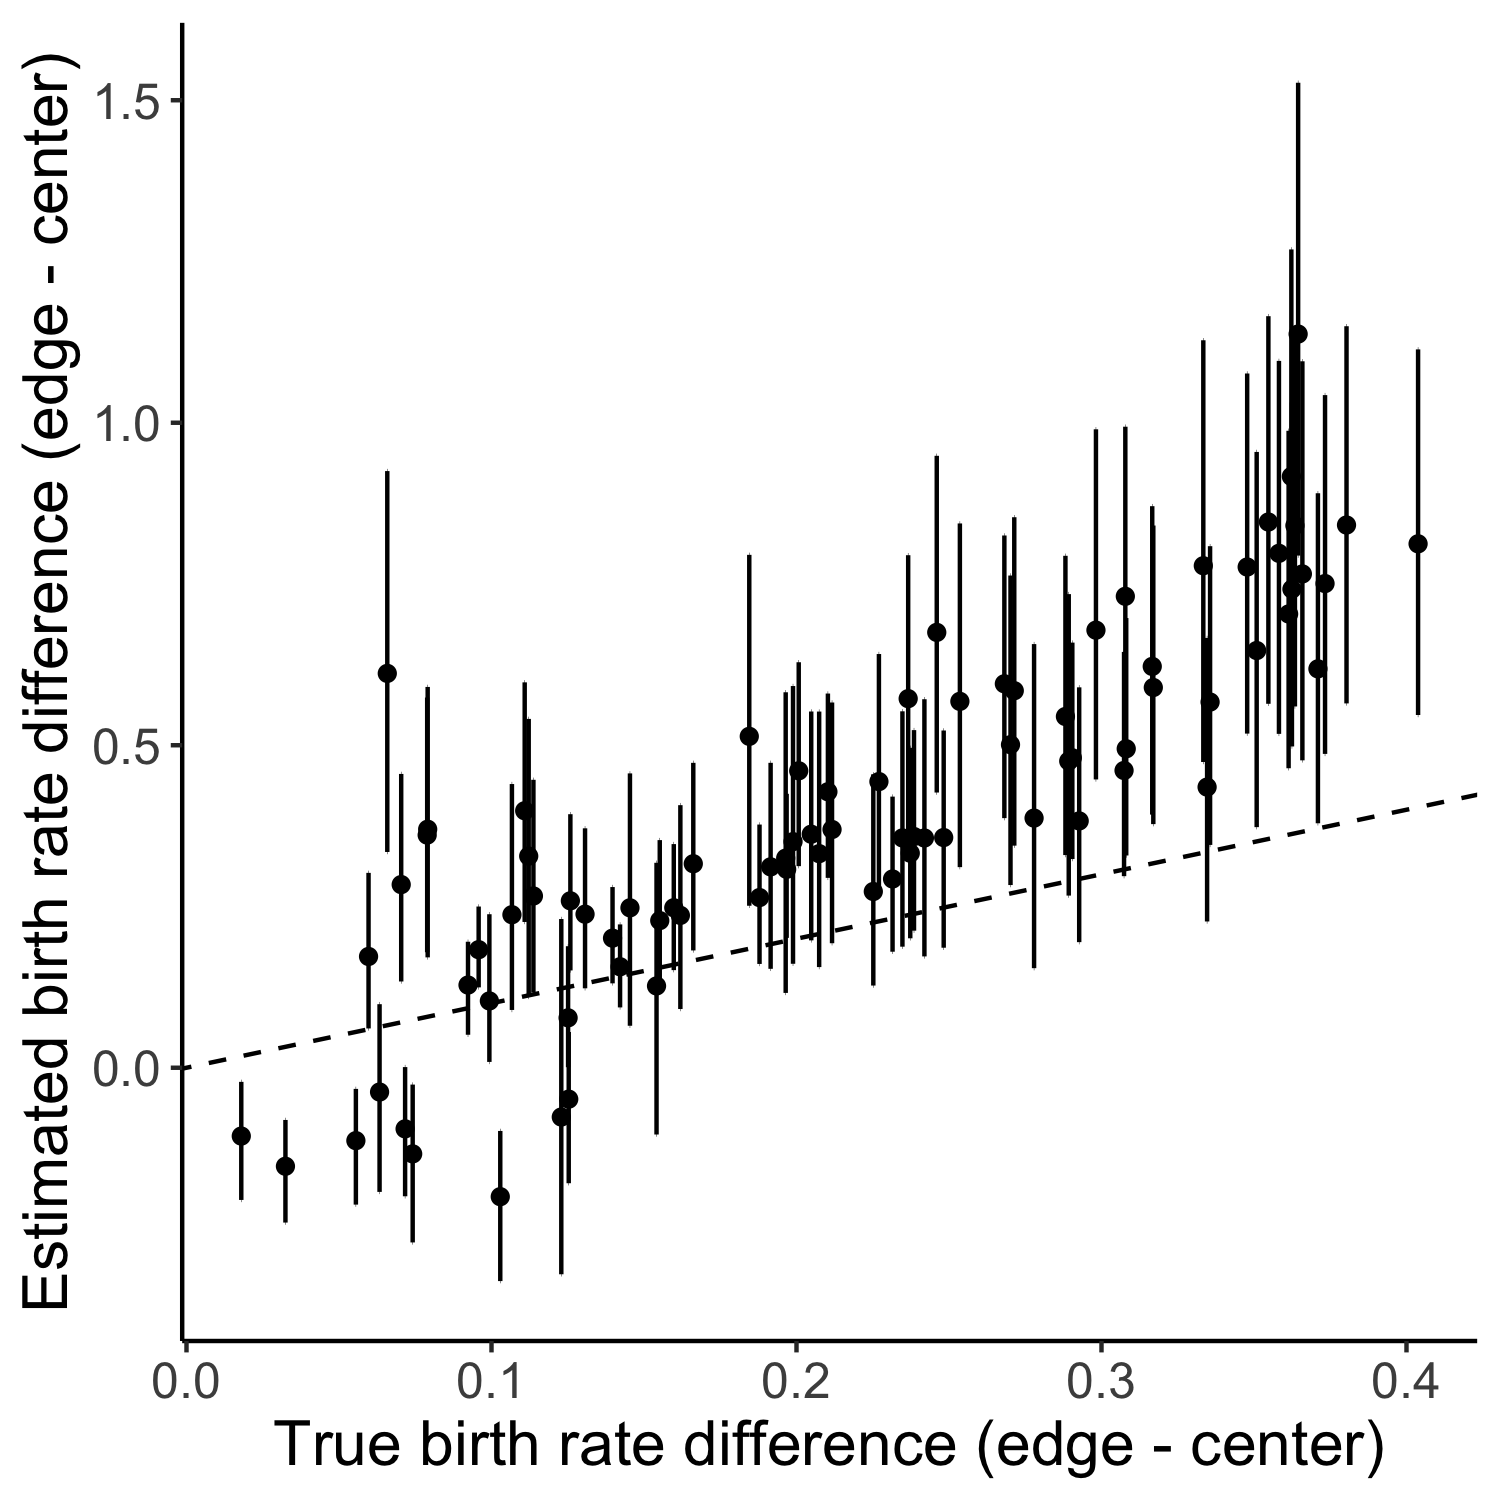 Estimated birth rate difference (edge - center)
1.5
1.0
0.5
0.0
0.0 0.1 0.2 0.3 0.4
True birth rate difference (edge - center)